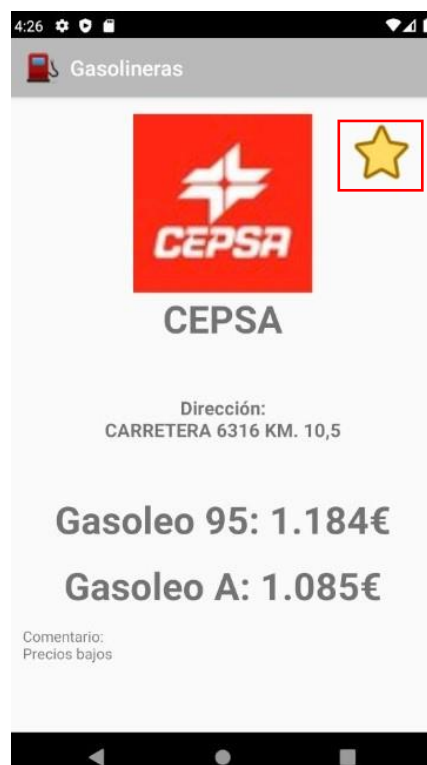 4:26
Gasolineras
CEPSA
CEPSA
Dirección:
CARRETERA 6316 KM. 10,5
Gasoleo 95: 1.184€
Gasoleo A: 1.085€
Comentario:
Precios bajos